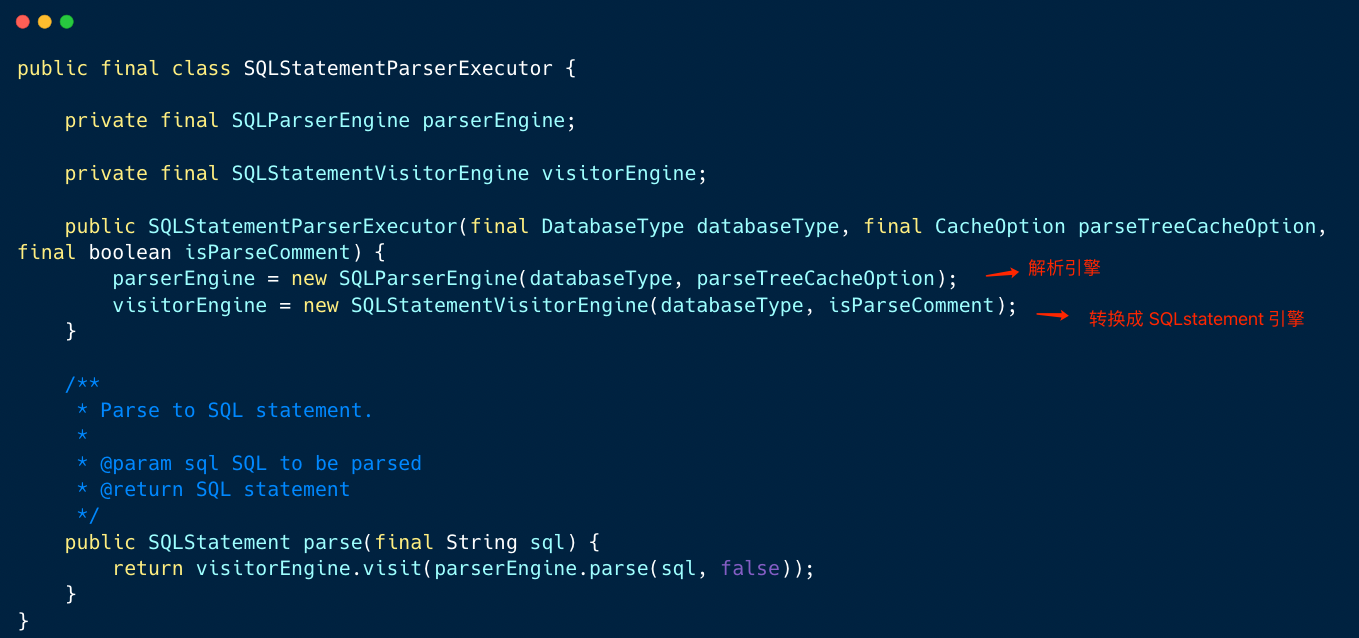 public final class SQLStatementParserExecutor {
private final SQLParserEngine parserEngine;
private final SQLStatementVisitorEngine visitorEngine;
public SQLStatementParserExecutor(final DatabaseType databaseType, final CacheOption parseTreeCacheOption,
final boolean isParseComment) {
parserEngine = new SQLParserEngine(databaseType, parseTreeCacheOption);
解析引擎
visitorEngine = new SQLStatementVisitorEngine(databaseType, isParseComment);
转换成 SQLstatement 引擎
}
/**
* Parse to SQL statement.
*
* @param sql SQL to be parsed
* @return SQL statement
*/
public SQLStatement parse(final String sql) {
return visitorEngine.visit(parserEngine.parse(sql, false));
}
}